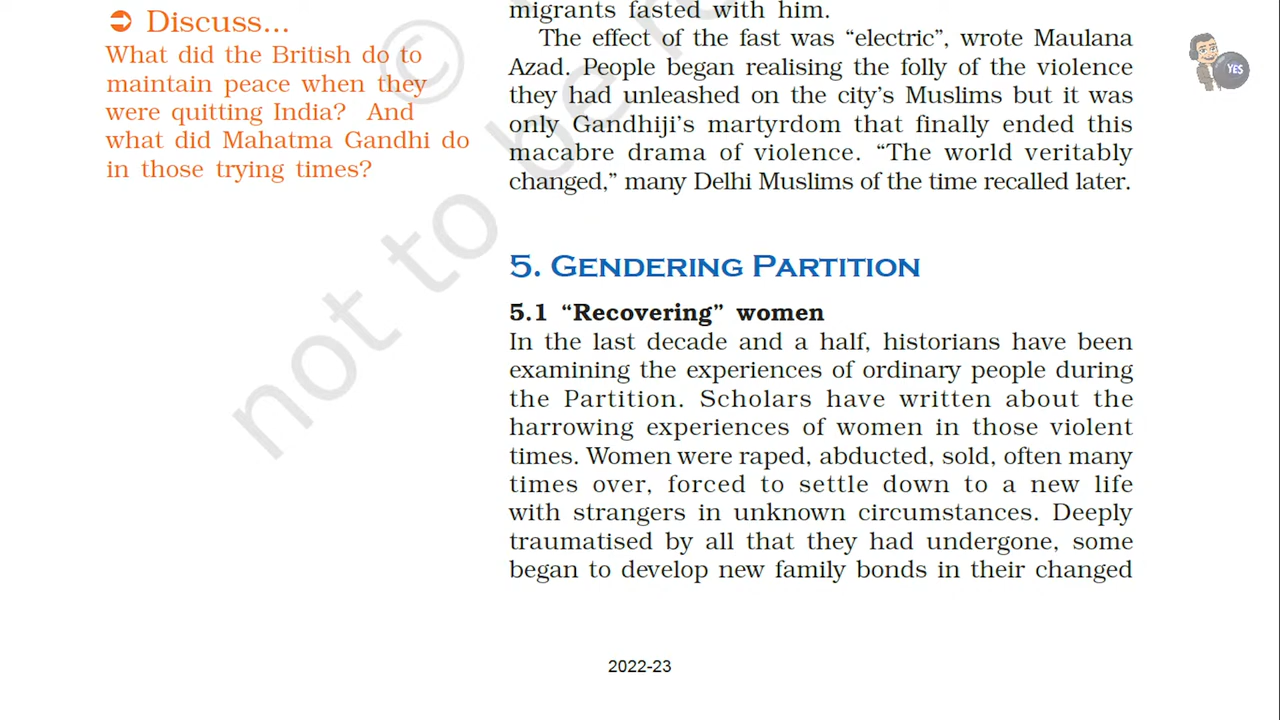 Discuss...
What did the British do to
maintain peace when they
were quitting India? And
what did Mahatma Gandhi do
in those trying times?
migrants fasted with him.
The effect of the fast was “electric”, wrote Maulana
Azad. People began realising the folly of the violence
they had unleashed on the city’s Muslims but it was
only Gandhiji’s martyrdom that finally ended this
macabre drama of violence. “The world veritably
changed,” many Delhi Muslims of the time recalled later.
5. GENDERING PARTITION
5.1 “Recovering” women
In the last decade and a half, historians have been
examining the experiences of ordinary people during
the Partition. Scholars have written about the
harrowing experiences of women in those violent
times. Women were raped, abducted, sold, often many
times over, forced to settle down to a new life
with strangers in unknown circumstances. Deeply
traumatised by all that they had undergone, some
began to develop new family bonds in their changed
2022-23
YES
©
not to be